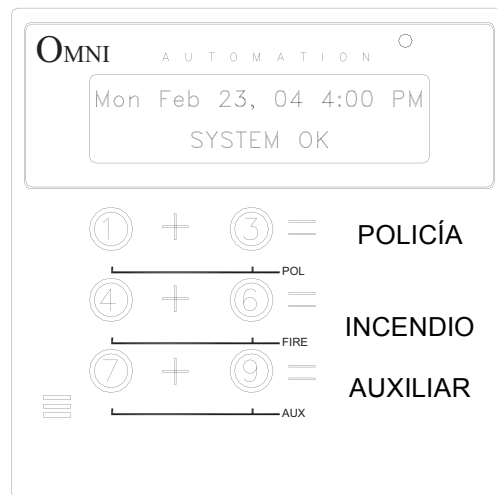 OMNI
AUTOMATION
Mon Feb 23, 04 4:00 PM
SYSTEM OK
1 + 3 = POLICÍA
POL
4 + 6 = INCENDIO
FIRE
7 + 9 = AUXILIAR
AUX